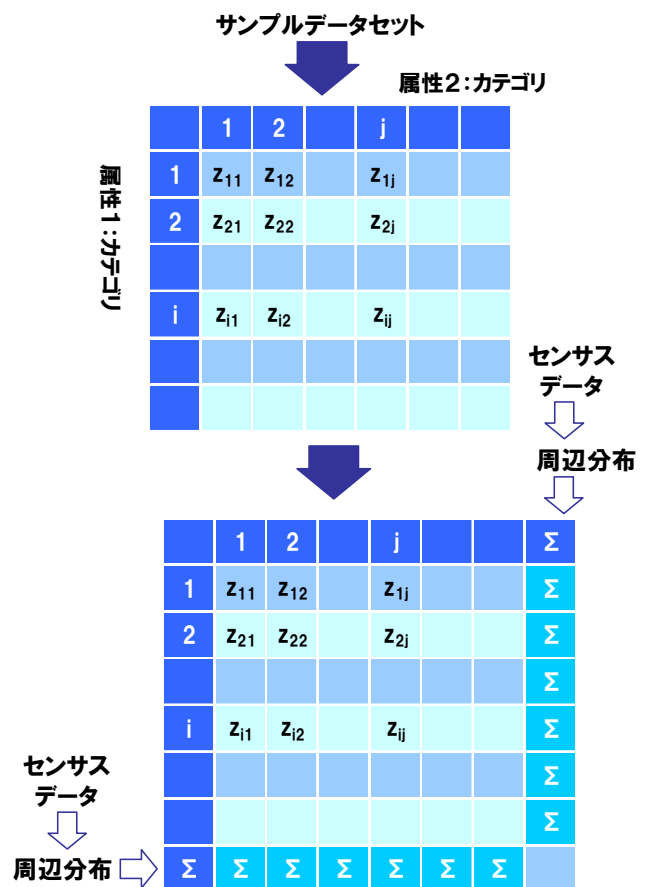 サンプルデータセット
属性2:カテゴリ
属性1:カテゴリ
1 2 j
1 z11 z12 z1j
2 z21 z22 z2j
i zi1 zi2 zij
センサス
データ
周辺分布
1 2 j Σ
1 z11 z12 z1j Σ
2 z21 z22 z2j Σ
Σ
i zi1 zi2 zij Σ
Σ
Σ
センサス
データ
周辺分布
Σ Σ Σ Σ Σ Σ Σ